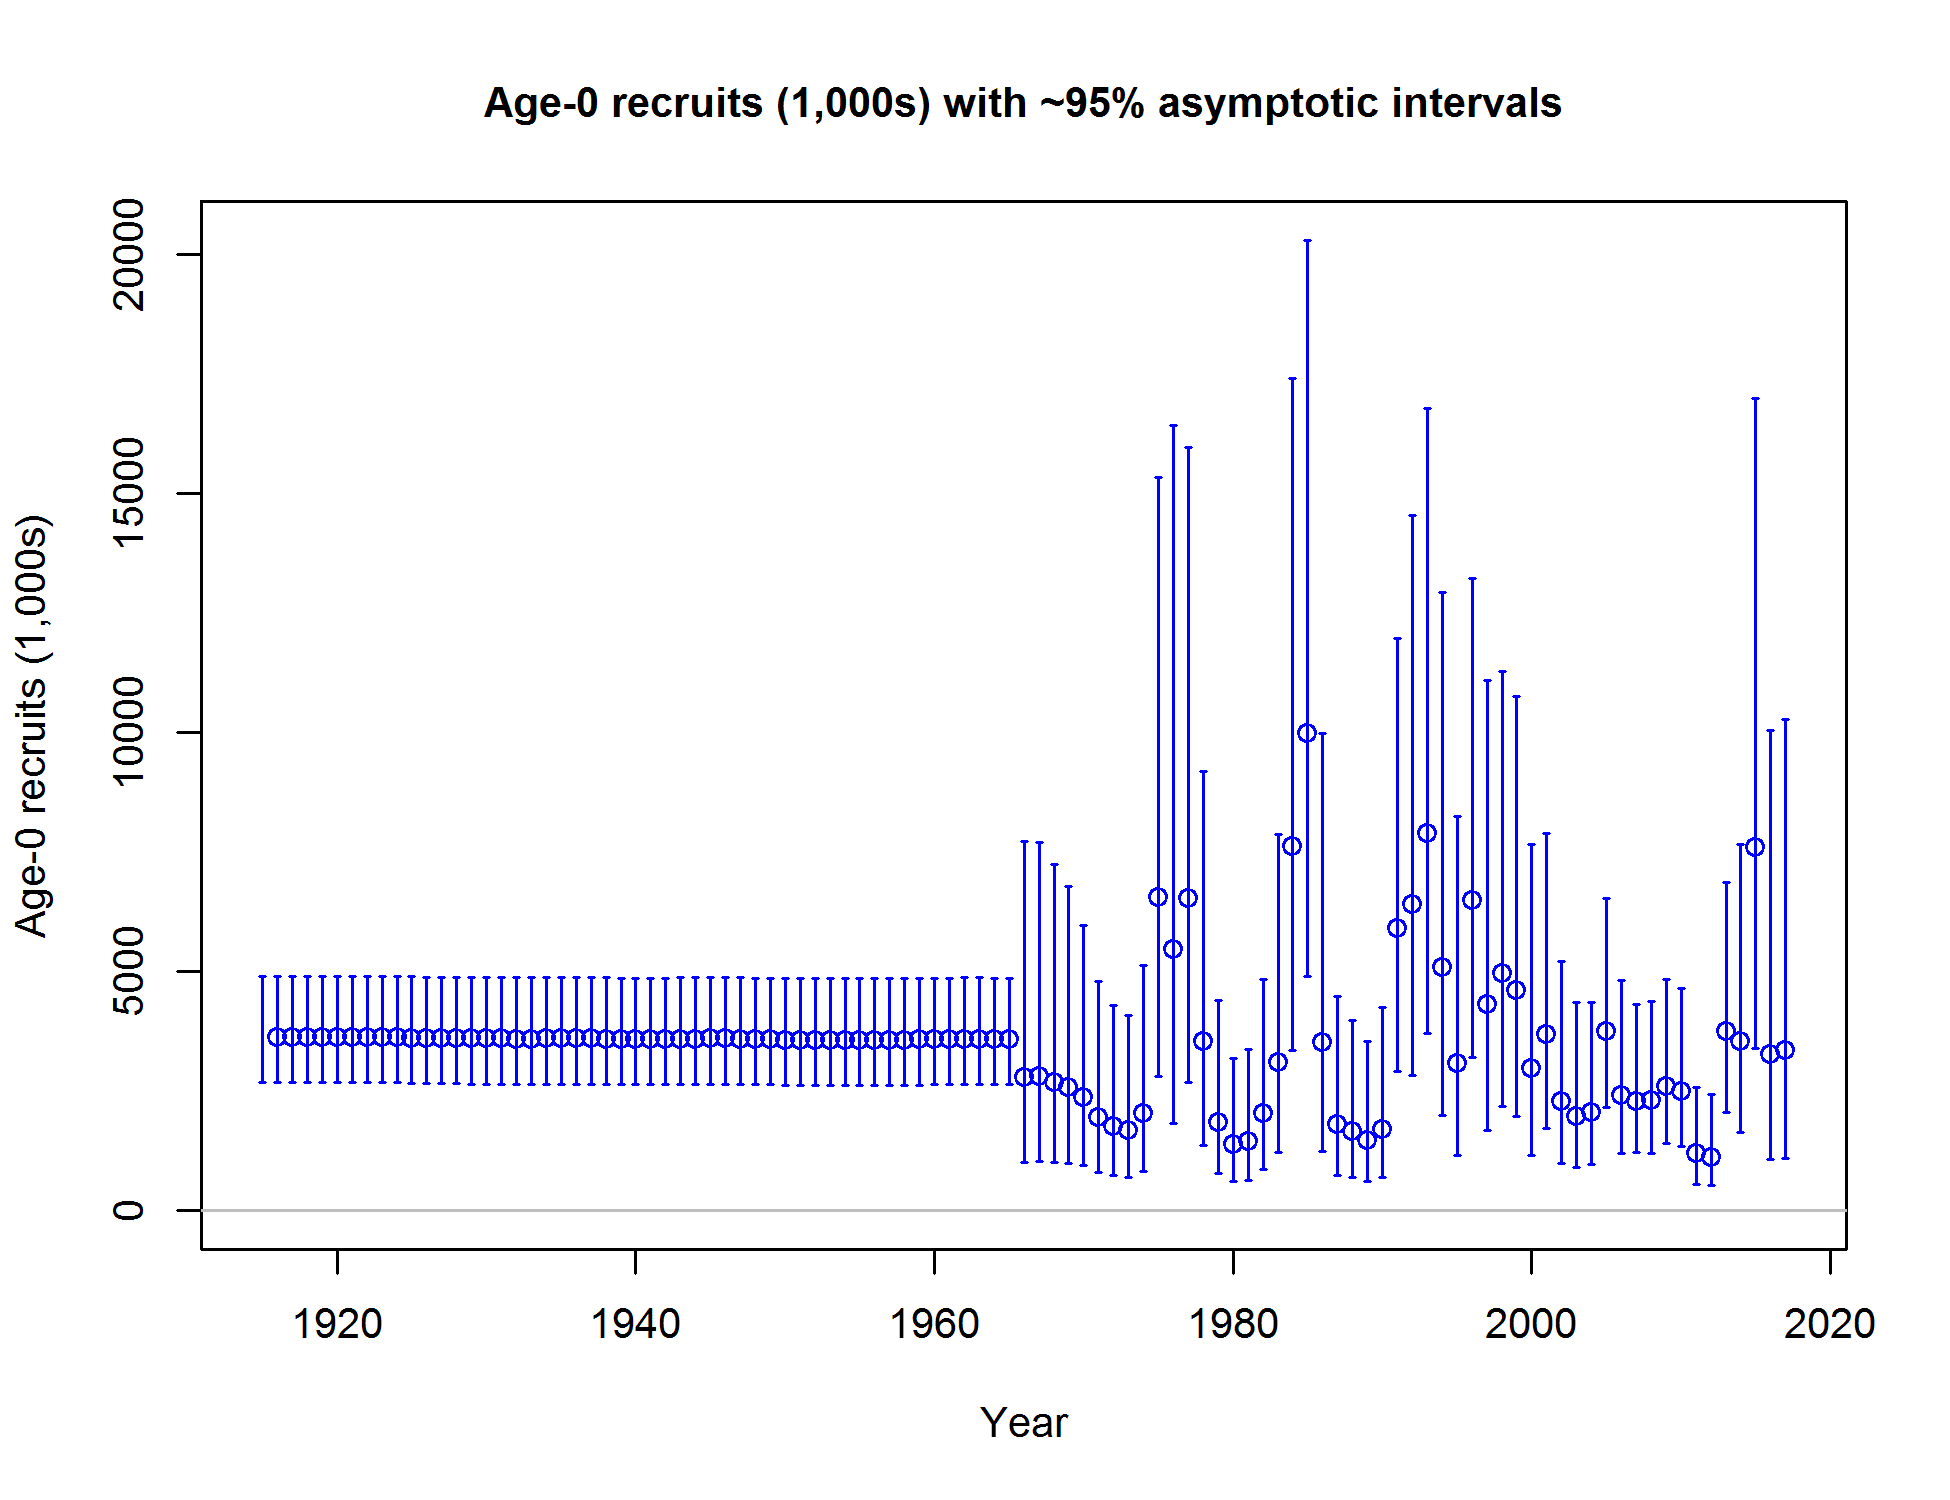 Age-0 recruits (1,000s) with ~95% asymptotic intervals
Age-0 recruits (1,000s)
20000
15000
10000
5000
0
1920 1940 1960 1980 2000 2020
Year